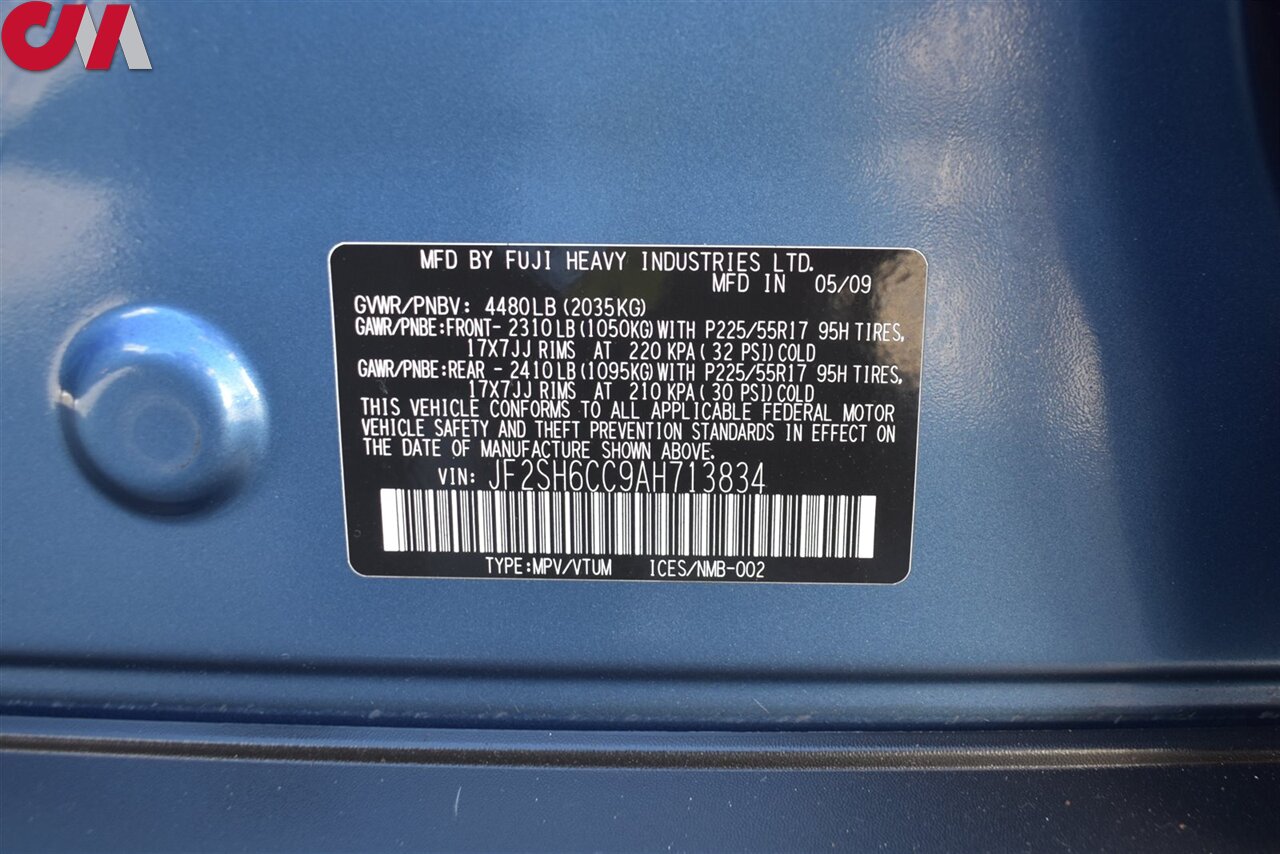 CM
MFD BY FUJI HEAVY INDUSTRIES LTD.
MFD IN 05/09
GVWR/PNBV: 4480LB (2035KG)
GAWR/PNBE:FRONT- 2310LB (1050KG) WITH P225/55R17 95H TIRES,
17X7JJ RIMS AT 220 KPA ( 32 PSI) COLD
GAWR/PNBE:REAR - 2410LB (1095KG) WITH P225/55R17 95H TIRES,
17X7JJ RIMS AT 210 KPA ( 30 PSI) COLD
THIS VEHICLE CONFORMS TO ALL APPLICABLE FEDERAL MOTOR
VEHICLE SAFETY AND THEFT PREVENTION STANDARDS IN EFFECT ON
THE DATE OF MANUFACTURE SHOWN ABOVE.
VIN: JF2SH6CC9AH713834
TYPE:MPV/VTUM ICES/NMB-002